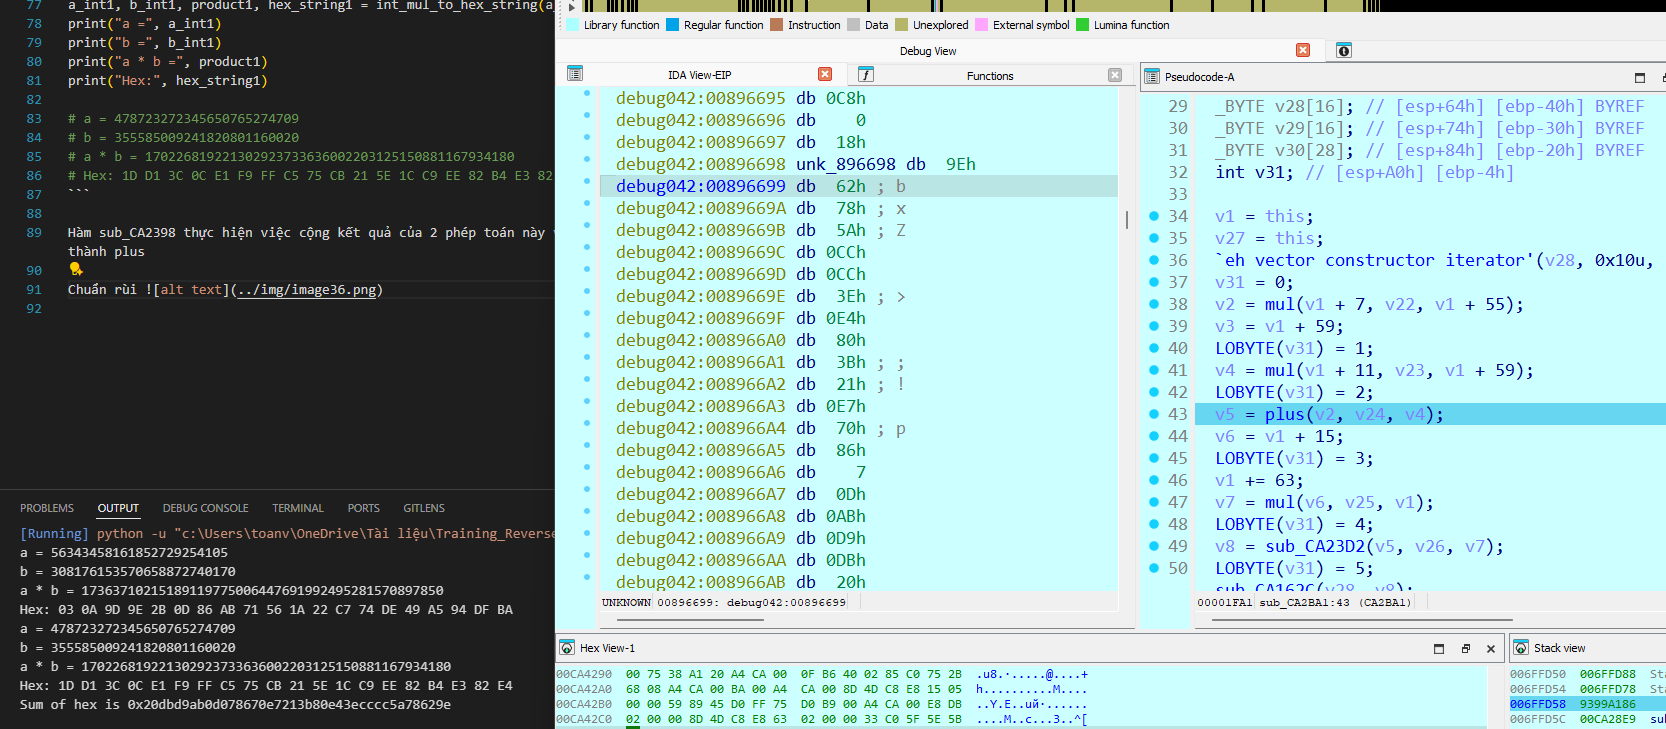 77 a_int1, b_int1, product1, hex_string1 = int_mul_to_hex_string(a_
78 print("a =", a_int1)
79 print("b =", b_int1)
80 print("a * b =", product1)
81 print("Hex:", hex_string1)
82
83 # a = 478723272345650765274709
84 # b = 355585009241820801160020
85 # a * b = 170226819221302923733636002203125150881167934180
86 # Hex: 1D D1 3C 0C E1 F9 FF C5 75 CB 21 5E 1C C9 EE 82 B4 E3 82
87 ```
88
89 Hàm sub_CA2398 thực hiện việc cộng kết quả của 2 phép toán này
thành plus
90
91 Chuẩn rùi ![alt text](../img/image36.png)
92
PROBLEMS OUTPUT DEBUG CONSOLE TERMINAL PORTS GITLENS
[Running] python -u "c:\Users\toanv\OneDrive\Tài liệu\Training_Reverse
a = 56343458161852729254105
b = 308176153570658872740170
a * b = 17363710215189119775006447691992495281570897850
Hex: 03 0A 9D 9E 2B 0D 86 AB 71 56 1A 22 C7 74 DE 49 A5 94 DF BA
a = 478723272345650765274709
b = 355585009241820801160020
a * b = 170226819221302923733636002203125150881167934180
Hex: 1D D1 3C 0C E1 F9 FF C5 75 CB 21 5E 1C C9 EE 82 B4 E3 82 E4
Sum of hex is 0x20dbd9ab0d078670e7213b80e43ecccc5a78629e
Library function Regular function Instruction Data Unexplored External symbol Lumina function
Debug View
IDA View-EIP
Functions
debug042:00896695 db 0C8h
debug042:00896696 db 0
debug042:00896697 db 18h
debug042:00896698 unk_896698 db 9Eh
debug042:00896699 db 62h ; b
debug042:0089669A db 78h ; x
debug042:0089669B db 5Ah ; Z
debug042:0089669C db 0CCh
debug042:0089669D db 0CCh
debug042:0089669E db 3Eh ; >
debug042:0089669F db 0E4h
debug042:008966A0 db 80h
debug042:008966A1 db 3Bh ; ;
debug042:008966A2 db 21h ; !
debug042:008966A3 db 0E7h
debug042:008966A4 db 70h ; p
debug042:008966A5 db 86h
debug042:008966A6 db 7
debug042:008966A7 db 0Dh
debug042:008966A8 db 0ABh
debug042:008966A9 db 0D9h
debug042:008966AA db 0DBh
debug042:008966AB db 20h
UNKNOWN 00896699: debug042:00896699
Pseudocode-A
29 _BYTE v28[16]; // [esp+64h] [ebp-40h] BYREF
30 _BYTE v29[16]; // [esp+74h] [ebp-30h] BYREF
31 _BYTE v30[28]; // [esp+84h] [ebp-20h] BYREF
32 int v31; // [esp+A0h] [ebp-4h]
33
34 v1 = this;
35 v27 = this;
36 `eh vector constructor iterator'(v28, 0x10u,
37 v31 = 0;
38 v2 = mul(v1 + 7, v22, v1 + 55);
39 v3 = v1 + 59;
40 LOBYTE(v31) = 1;
41 v4 = mul(v1 + 11, v23, v1 + 59);
42 LOBYTE(v31) = 2;
43 v5 = plus(v2, v24, v4);
44 v6 = v1 + 15;
45 LOBYTE(v31) = 3;
46 v1 += 63;
47 v7 = mul(v6, v25, v1);
48 LOBYTE(v31) = 4;
49 v8 = sub_CA23D2(v5, v26, v7);
50 LOBYTE(v31) = 5;
sub_CA162C(v28, v8);
00001FA1 sub_CA2BA1:43 (CA2BA1)
Hex View-1
00CA4290 00 75 38 A1 20 A4 CA 00 0F B6 40 02 85 C0 75 2B .u8.·.....@....+
00CA42A0 68 08 A4 CA 00 BA 00 A4 CA 00 8D 4D C8 E8 15 05 h..........M....
00CA42B0 00 00 59 89 45 D0 FF 75 D0 B9 00 A4 CA 00 E8 DB ..Y.E..uй·......
00CA42C0 02 00 00 8D 4D C8 E8 63 02 00 00 33 C0 5F 5E 5B ....M..c...3..^[
Stack view
006FFD50 006FFD88 Sta
006FFD54 006FFD78 Sta
006FFD58 9399A186
006FFD5C 00CA28E9 sub